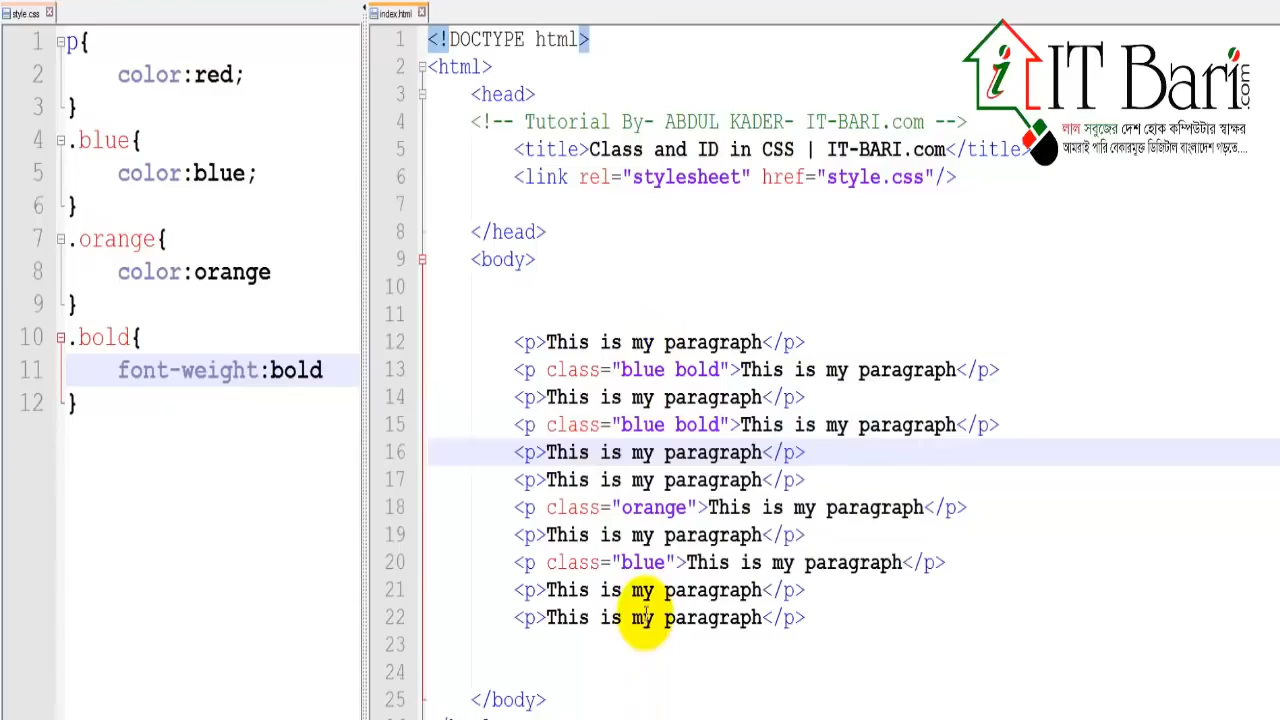 style.css
index.html
1 p{
2 color:red;
3 }
4 .blue{
5 color:blue;
6 }
7 .orange{
8 color:orange
9 }
10 .bold{
11 font-weight:bold
12 }
1 <!DOCTYPE html>
2 <html>
3 <head>
4 <!-- Tutorial By- ABDUL KADER- IT-BARI.com -->
5 <title>Class and ID in CSS | IT-BARI.com</title>
6 <link rel="stylesheet" href="style.css"/>
7
8 </head>
9 <body>
10
11
12 <p>This is my paragraph</p>
13 <p class="blue bold">This is my paragraph</p>
14 <p>This is my paragraph</p>
15 <p class="blue bold">This is my paragraph</p>
16 <p>This is my paragraph</p>
17 <p>This is my paragraph</p>
18 <p class="orange">This is my paragraph</p>
19 <p>This is my paragraph</p>
20 <p class="blue">This is my paragraph</p>
21 <p>This is my paragraph</p>
22 <p>This is my paragraph</p>
23
24
25 </body>
i IT Bari.com
লাল সবুজের দেশ হোক কম্পিউটার স্বাক্ষর
আমরাই পারি বেকারমুক্ত ডিজিটাল বাংলাদেশ গড়তে....